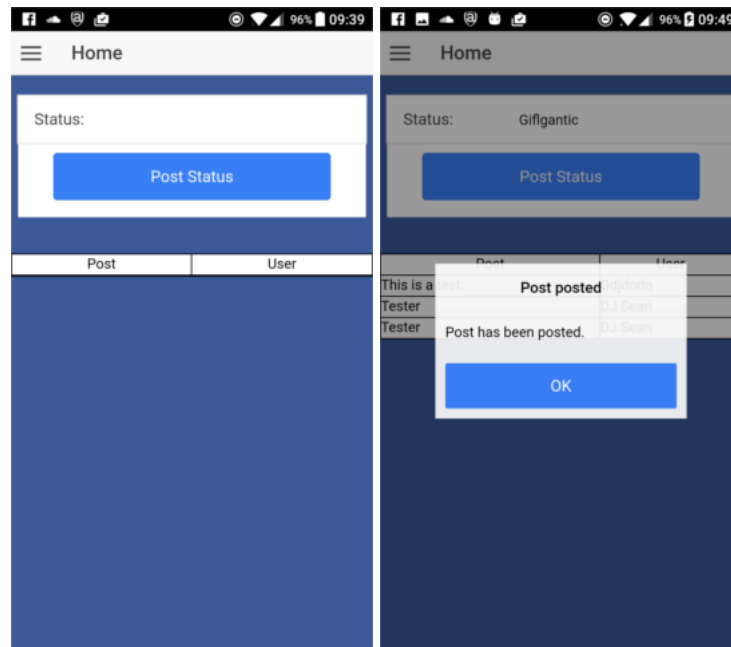 96% 09:39
Home
Status:
Post Status
Post User
96% 09:49
Home
Status: Giflgantic
Post Status
Post User
This is a test. Gdjdndn
Tester DJ Sean
Tester DJ Sean
Post posted
Post has been posted.
OK